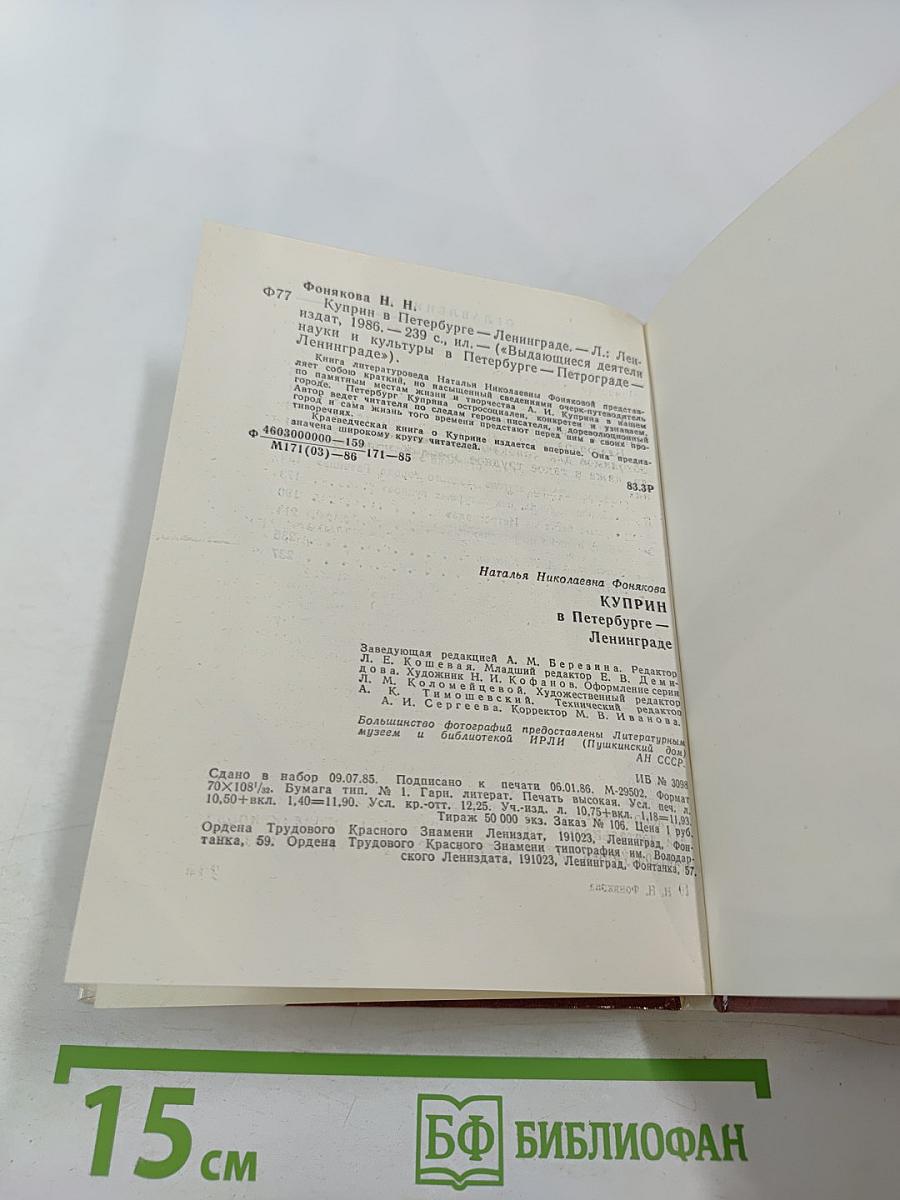 Фонякова Н. Н.
Ф77 Куприн в Петербурге — Ленинграде. — Л.: Лен-
издат, 1986. — 239 с., ил. — («Выдающиеся деятели
науки и культуры в Петербурге — Петрограде —
Ленинграде»).
Книга литературоведа Натальи Николаевны Фоняковой представ-
ляет собою краткий, но насыщенный сведениями очерк-путеводитель
по памятным местам жизни и творчества А. И. Куприна в нашем
городе. Петербург Куприна остросоциален, конкретен и узнаваем.
Автор ведет читателя по следам героев писателя, и дореволюционный
город и сама жизнь того времени предстают перед ним в своих про-
тиворечиях.
Краеведческая книга о Куприне издается впервые. Она предна-
значена широкому кругу читателей.
Ф 4603000000—159 171—85
М171(03)—86
83.3Р
Наталья Николаевна Фонякова
КУПРИН
в Петербурге —
Ленинграде
Заведующая редакцией А. М. Березина. Редактор
Л. Е. Кошевая. Младший редактор Е. В. Деми-
дова. Художник Н. И. Кофанов. Оформление серии
Л. М. Коломейцевой. Художественный редактор
А. К. Тимошевский. Технический редактор
А. И. Сергеева. Корректор М. В. Иванова.
Большинство фотографий предоставлены Литературным
музеем и библиотекой ИРЛИ (Пушкинский дом)
АН СССР.
ИБ № 3098
Сдано в набор 09.07.85. Подписано к печати 06.01.86. М-29502. Формат
70×108¹/₃₂. Бумага тип. № 1. Гарн. литерат. Печать высокая. Усл. печ. л.
10,50+вкл. 1,40=11,90. Усл. кр.-отт. 12,25. Уч.-изд. л. 10,75+вкл. 1,18=11,93.
Тираж 50 000 экз. Заказ № 106. Цена 1 руб.
Ордена Трудового Красного Знамени Лениздат, 191023, Ленинград, Фон-
танка, 59. Ордена Трудового Красного Знамени типография им. Володар-
ского Лениздата, 191023, Ленинград, Фонтанка, 57.
15 см
БФ БИБЛИОФАН